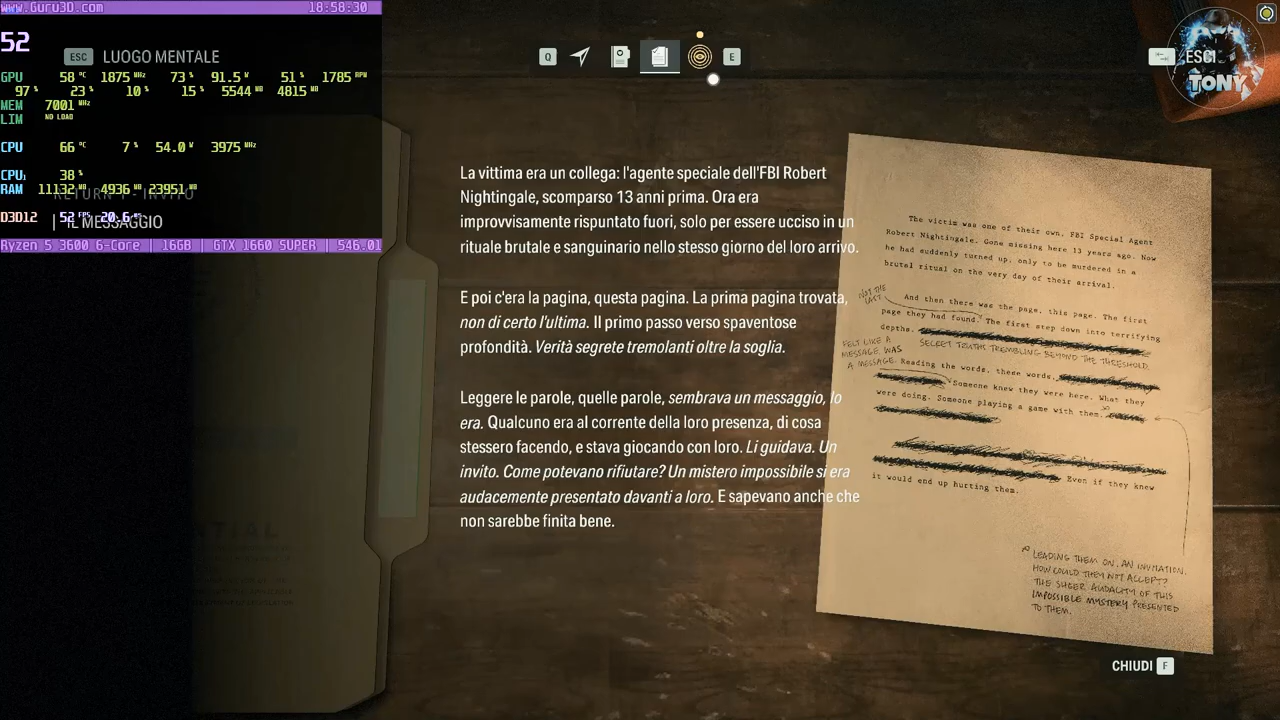 www.Guru3D.com 18:58:30
52
ESC LUOGO MENTALE
Q E
ESCI
TONY
GPU 58 °C 1875 MHz 73 % 91.5 W 51 % 1785 RPM
97 % 23 % 10 % 15 % 5544 MB 4815 MB
MEM 7001 MHz
LIM NO LOAD
CPU 66 °C 7 % 54.0 W 3975 MHz
CPU1 38 %
RAM 11132 MB 4936 MB 23951 MB
RETURN 1 - INVITO
D3D12 52 FPS 20.6 ms
IL MESSAGGIO
Ryzen 5 3600 6-Core | 16GB | GTX 1660 SUPER | 546.01
La vittima era un collega: l'agente speciale dell'FBI Robert
Nightingale, scomparso 13 anni prima. Ora era
improvvisamente rispuntato fuori, solo per essere ucciso in un
rituale brutale e sanguinario nello stesso giorno del loro arrivo.
E poi c'era la pagina, questa pagina. La prima pagina trovata,
non di certo l'ultima. Il primo passo verso spaventose
profondità. Verità segrete tremolanti oltre la soglia.
Leggere le parole, quelle parole, sembrava un messaggio, lo
era. Qualcuno era al corrente della loro presenza, di cosa
stessero facendo, e stava giocando con loro. Li guidava. Un
invito. Come potevano rifiutare? Un mistero impossibile si era
audacemente presentato davanti a loro. E sapevano anche che
non sarebbe finita bene.
The victim was one of their own, FBI Special Agent
Robert Nightingale. Gone missing here 13 years ago. Now
he had suddenly turned up, only to be murdered in a
brutal ritual on the very day of their arrival.
NOT THE
LAST
And then there was the page, this page. The first
page they had found. The first step down into terrifying
depths.
SECRET TRUTHS TREMBLING BEYOND THE THRESHOLD.
FELT LIKE A
MESSAGE, WAS
A MESSAGE.
Reading the words, these words,
Someone knew they were here. What they
were doing. Someone playing a game with them.
Even if they knew
it would end up hurting them.
LEADING THEM ON. AN INVITATION.
HOW COULD THEY NOT ACCEPT?
THE SHEER AUDACITY OF THIS
IMPOSSIBLE MYSTERY PRESENTED
TO THEM.
CHIUDI F